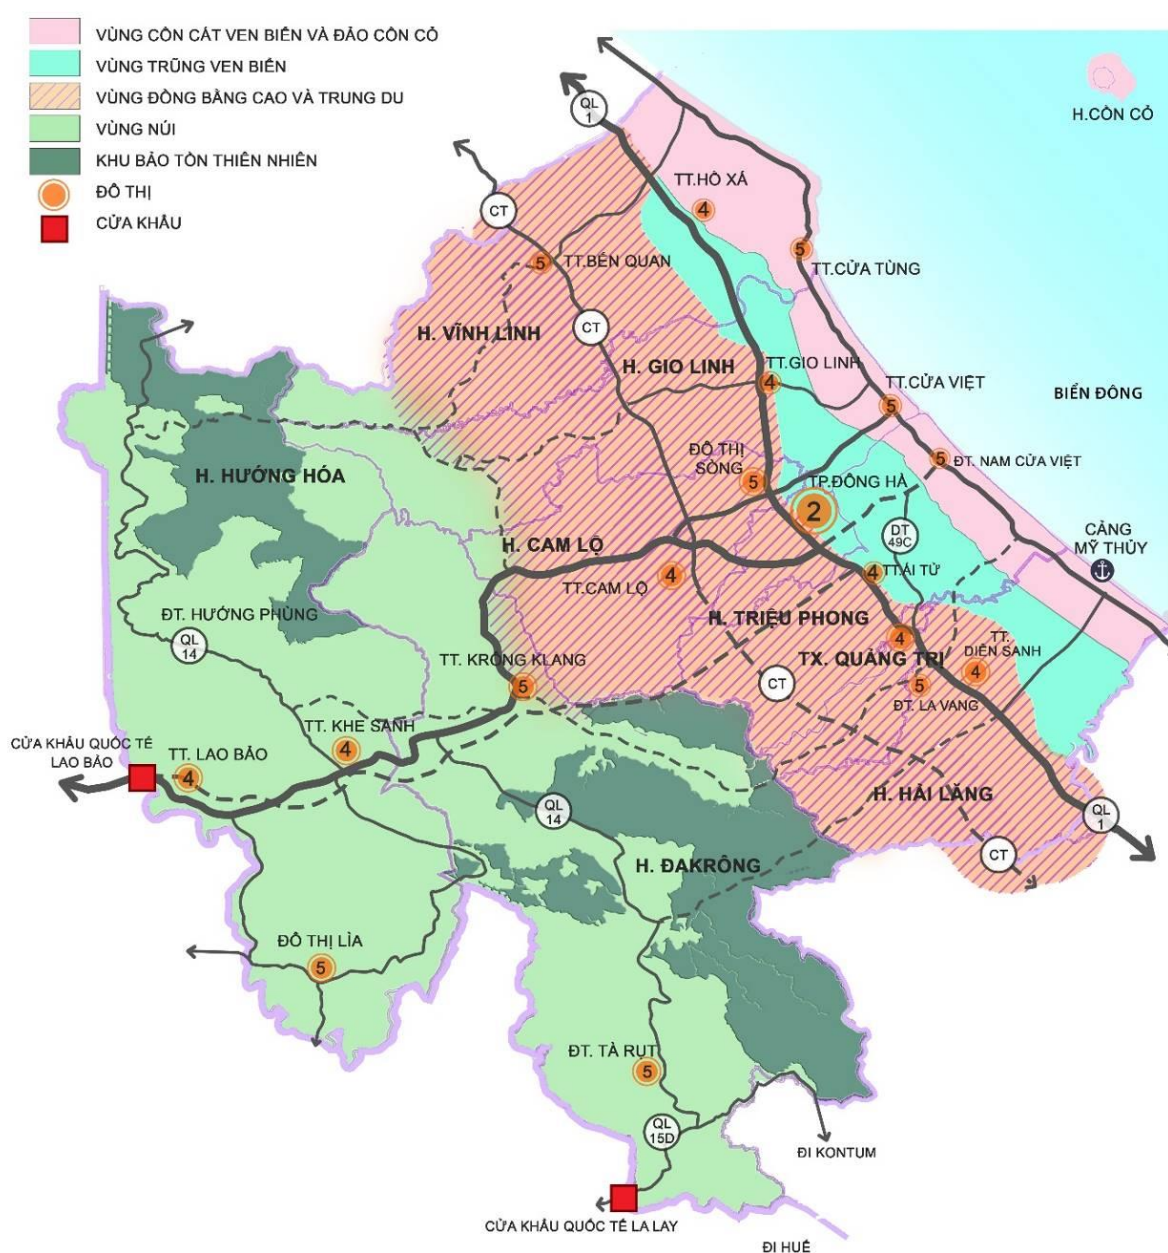 VÙNG CỒN CÁT VEN BIỂN VÀ ĐẢO CỒN CỎ
VÙNG TRŨNG VEN BIỂN
VÙNG ĐỒNG BẰNG CAO VÀ TRUNG DU
VÙNG NÚI
KHU BẢO TỒN THIÊN NHIÊN
ĐÔ THỊ
CỬA KHẨU
H.CỒN CỎ
QL
1
TT.HỒ XÁ
4
CT
5
TT.BẾN QUAN
5
TT.CỬA TÙNG
CT
H. VĨNH LINH
H. GIO LINH
TT.GIO LINH
4
TT.CỬA VIỆT
5
BIỂN ĐÔNG
ĐÔ THỊ
SÒNG
5
5
ĐT. NAM CỬA VIỆT
H. HƯỚNG HÓA
TP.ĐÔNG HÀ
2
DT
49C
CẢNG
MỸ THỦY
H. CAM LỘ
TT.CAM LỘ
4
4
TT.ÁI TỬ
ĐT. HƯỚNG PHÙNG
QL
14
H. TRIỆU PHONG
4
TX. QUẢNG TRỊ
TT.
DIÊN SANH
4
TT. KRÔNG KLANG
5
CT
5
ĐT. LA VANG
TT. KHE SANH
4
CỬA KHẨU QUỐC TẾ
LAO BẢO
TT. LAO BẢO
4
H. HẢI LĂNG
QL
14
QL
1
CT
H. ĐAKRÔNG
ĐÔ THỊ LÌA
5
ĐT. TÀ RỤT
5
QL
15D
ĐI KONTUM
CỬA KHẨU QUỐC TẾ LA LAY
ĐI HUẾ